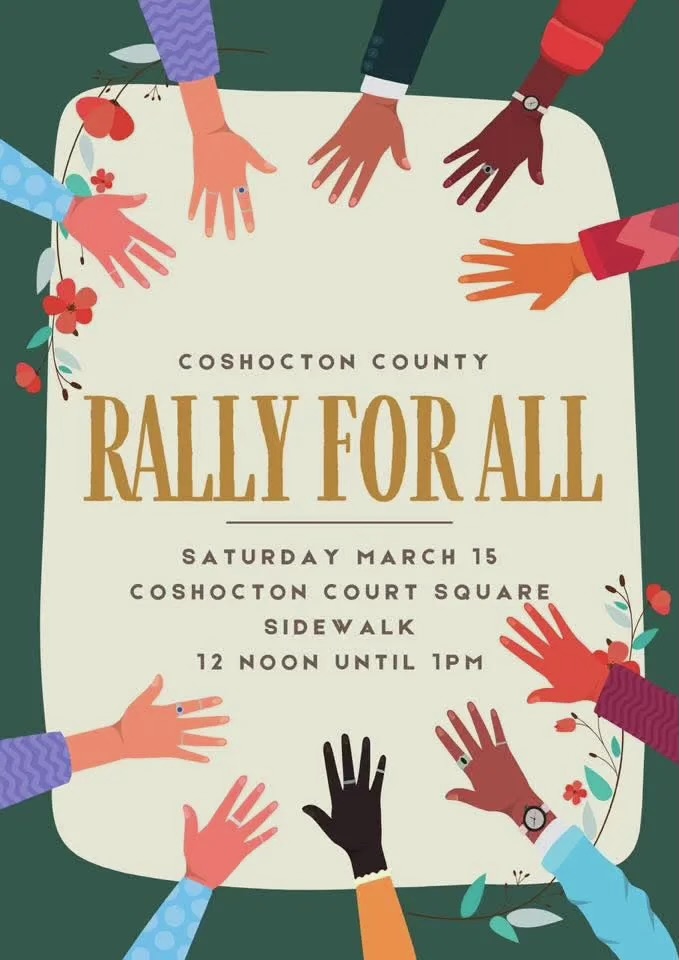 COSHOCTON COUNTY
RALLY FOR ALL
SATURDAY MARCH 15
COSHOCTON COURT SQUARE
SIDEWALK
12 NOON UNTIL 1PM